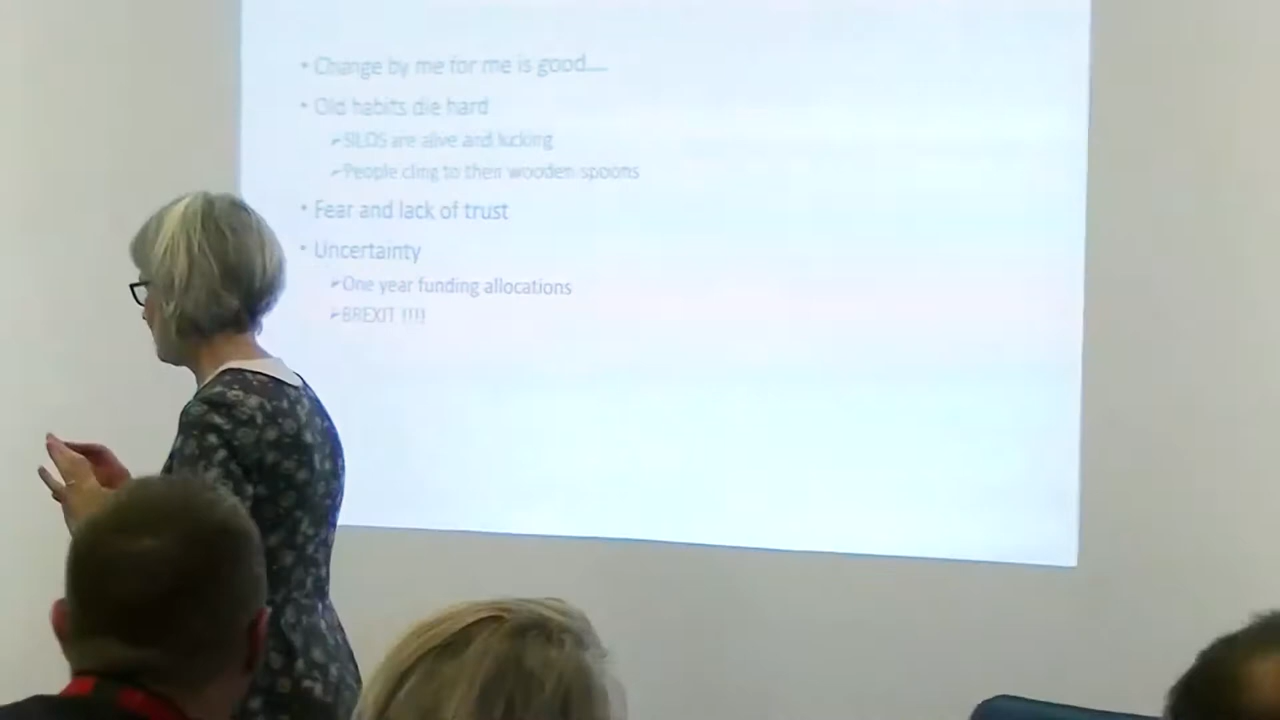 • Change by me for me is good.....
• Old habits die hard
➢SILOS are alive and kicking
➢People cling to their wooden spoons
• Fear and lack of trust
• Uncertainty
➢One year funding allocations
➢BREXIT !!!!